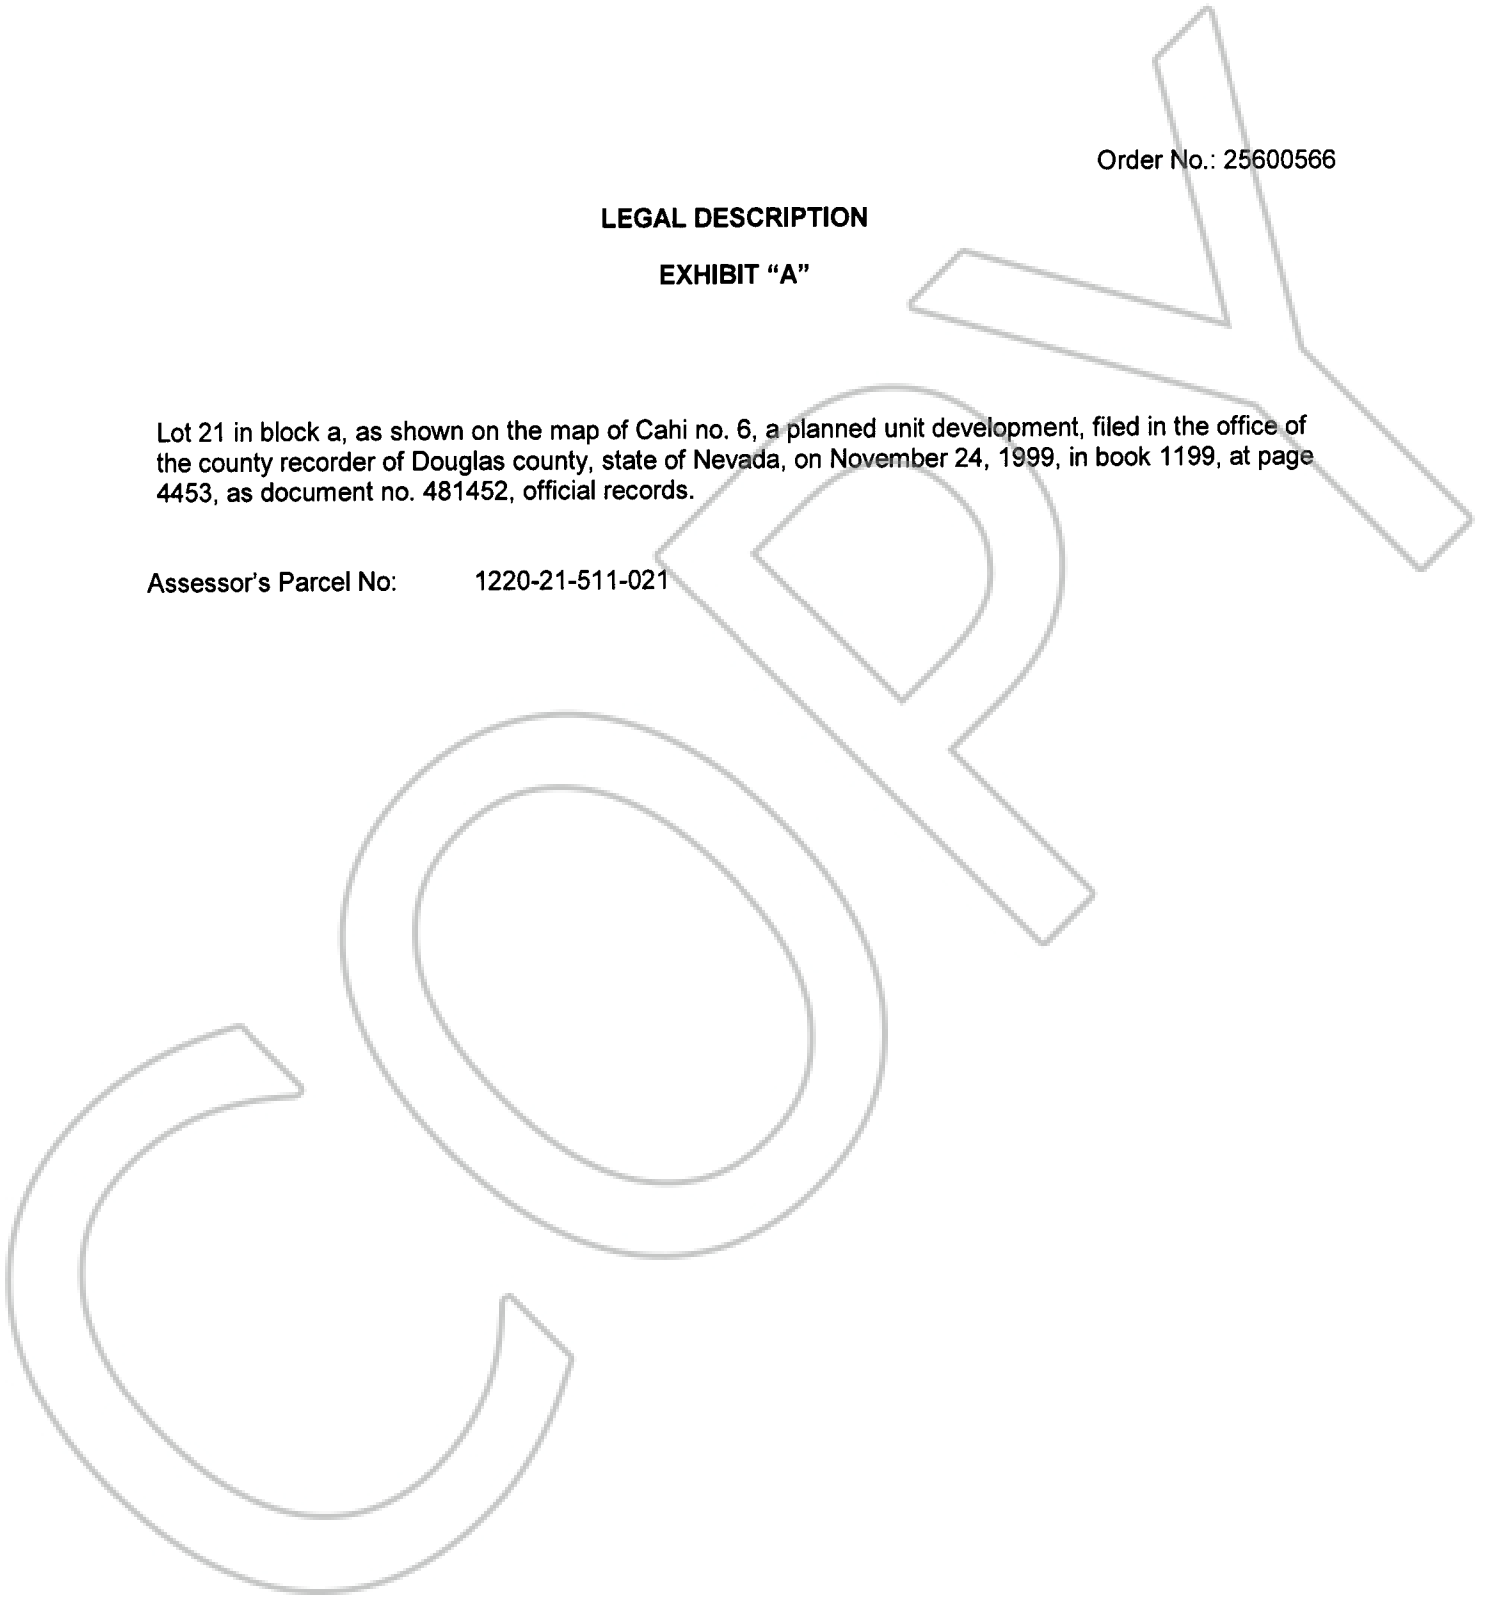 Order No.: 25600566
LEGAL DESCRIPTION
EXHIBIT “A”
Lot 21 in block a, as shown on the map of Cahi no. 6, a planned unit development, filed in the office of
the county recorder of Douglas county, state of Nevada, on November 24, 1999, in book 1199, at page
4453, as document no. 481452, official records.
Assessor's Parcel No: 1220-21-511-021
COPY